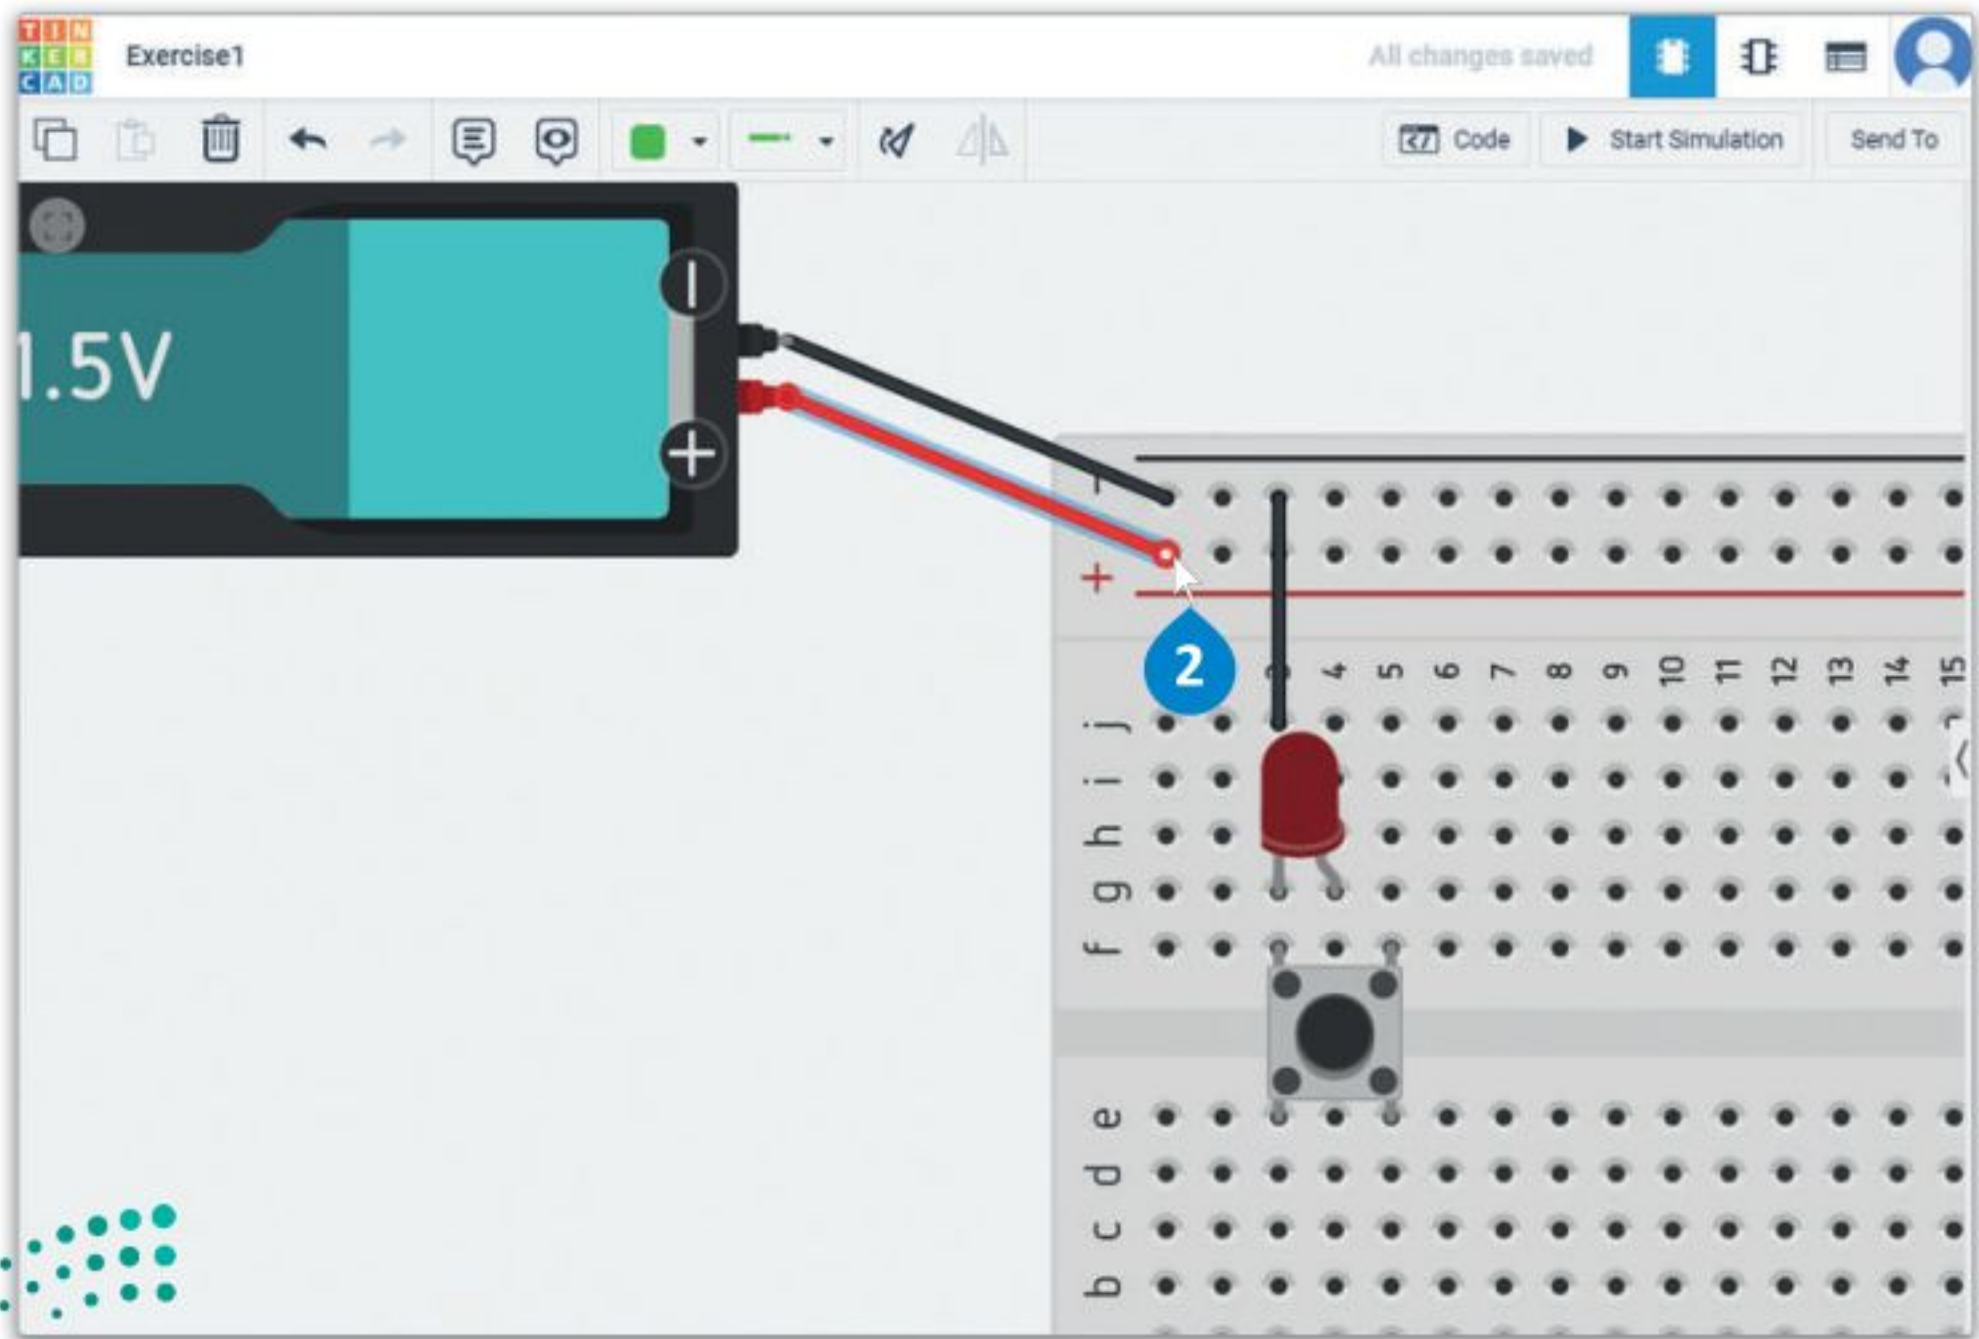 TIN
KER
CAD
Exercise1
All changes saved
Code
Start Simulation
Send To
1.5V
−
+
−
+
2
4 5 6 7 8 9 10 11 12 13 14 15
j
i
h
g
f
e
d
c
b